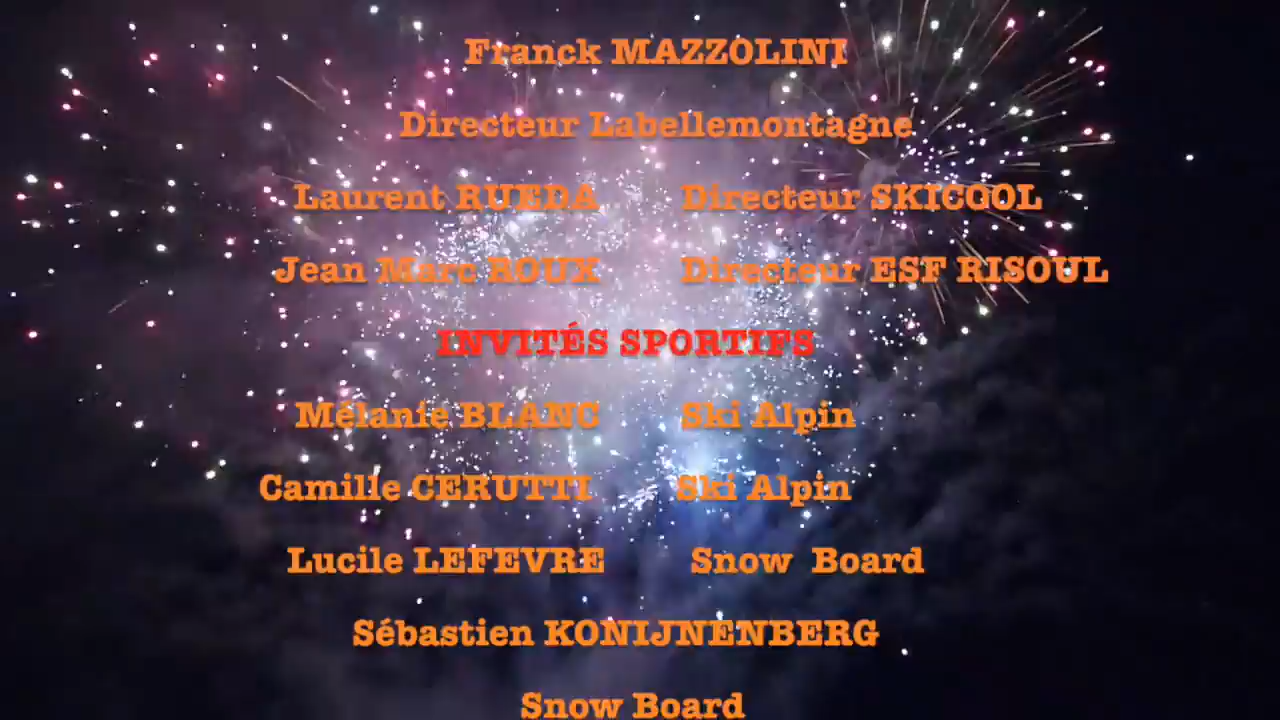 Franck MAZZOLINI
Directeur Labellemontagne
Laurent RUEDA Directeur SKICOOL
Jean Marc ROUX Directeur ESF RISOUL
INVITÉS SPORTIFS
Mélanie BLANC Ski Alpin
Camille CERUTTI Ski Alpin
Lucile LEFEVRE Snow Board
Sébastien KONIJNENBERG
Snow Board